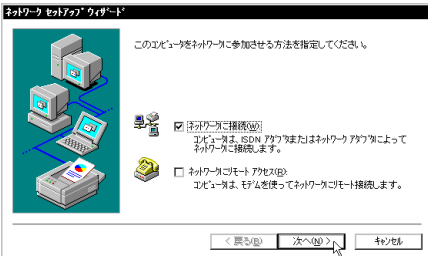 ネットワーク セットアップ ウィザード
このコンピュータをネットワークに参加させる方法を指定してください。
ネットワークに接続(W):
コンピュータは、ISDN アダプタまたはネットワーク アダプタによって
ネットワークに接続します。
ネットワークにリモート アクセス(R):
コンピュータは、モデムを使ってネットワークにリモート接続します。
< 戻る(B)
次へ(N) >
キャンセル